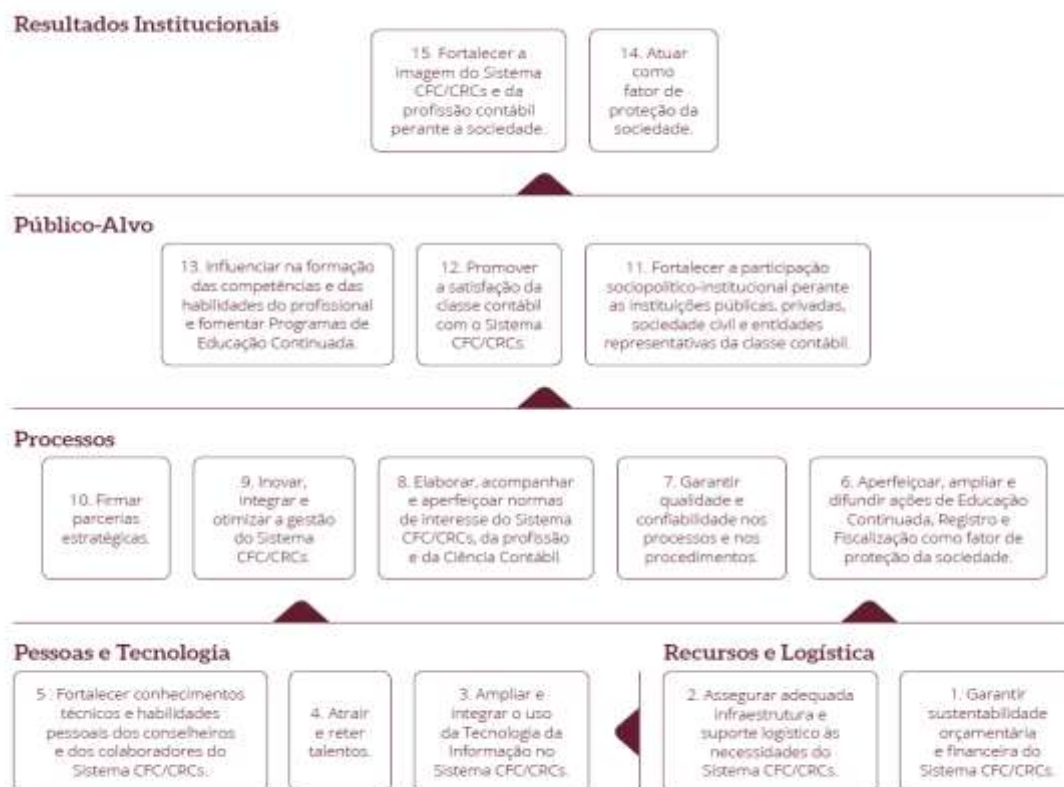 Resultados Institucionais
15. Fortalecer a
imagem do Sistema
CFC/CRCs e da
profissão contábil
perante a sociedade.
14. Atuar
como
fator de
proteção da
sociedade.
Público-Alvo
13. Influenciar na formação
das competências e das
habilidades do profissional
e fomentar Programas de
Educação Continuada.
12. Promover
a satisfação da
classe contábil
com o Sistema
CFC/CRCs.
11. Fortalecer a participação
sociopolítico-institucional perante
as instituições públicas, privadas,
sociedade civil e entidades
representativas da classe contábil.
Processos
10. Firmar
parcerias
estratégicas.
9. Inovar,
integrar e
otimizar a gestão
do Sistema
CFC/CRCs.
8. Elaborar, acompanhar
e aperfeiçoar normas
de interesse do Sistema
CFC/CRCs, da profissão
e da Ciência Contábil.
7. Garantir
qualidade e
confiabilidade nos
processos e nos
procedimentos.
6. Aperfeiçoar, ampliar e
difundir ações de Educação
Continuada, Registro e
Fiscalização como fator de
proteção da sociedade.
Pessoas e Tecnologia
5 . Fortalecer conhecimentos
técnicos e habilidades
pessoais dos conselheiros
e dos colaboradores do
Sistema CFC/CRCs.
4. Atrair
e reter
talentos.
3. Ampliar e
integrar o uso
da Tecnologia da
Informação no
Sistema CFC/CRCs.
Recursos e Logística
2. Assegurar adequada
infraestrutura e
suporte logístico às
necessidades do
Sistema CFC/CRCs.
1. Garantir
sustentabilidade
orçamentária
e financeira do
Sistema CFC/CRCs.